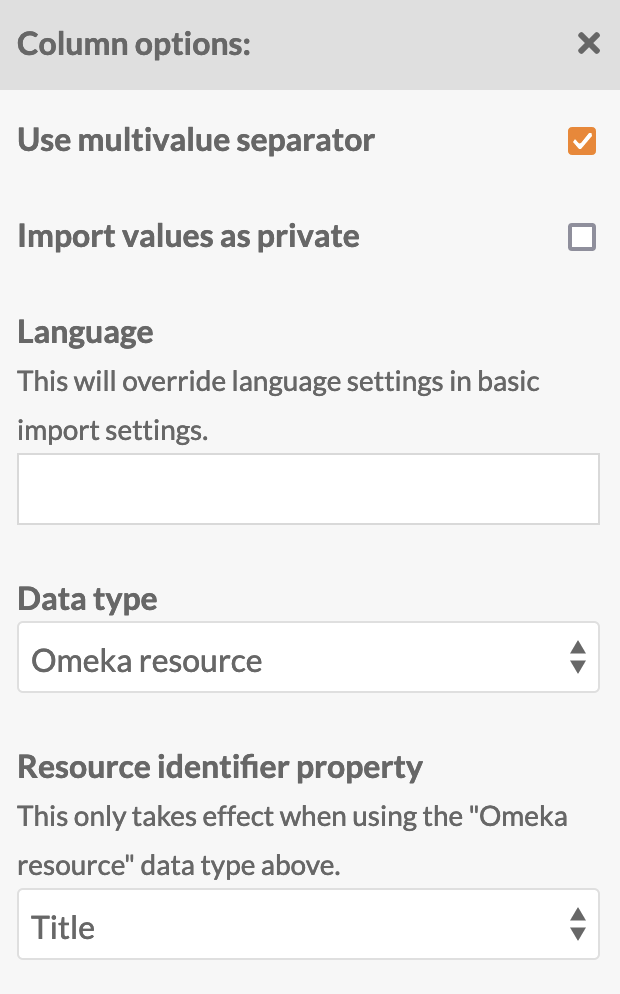 Column options:
Use multivalue separator
Import values as private
Language
This will override language settings in basic
import settings.
Data type
Omeka resource
Resource identifier property
This only takes effect when using the "Omeka
resource" data type above.
Title